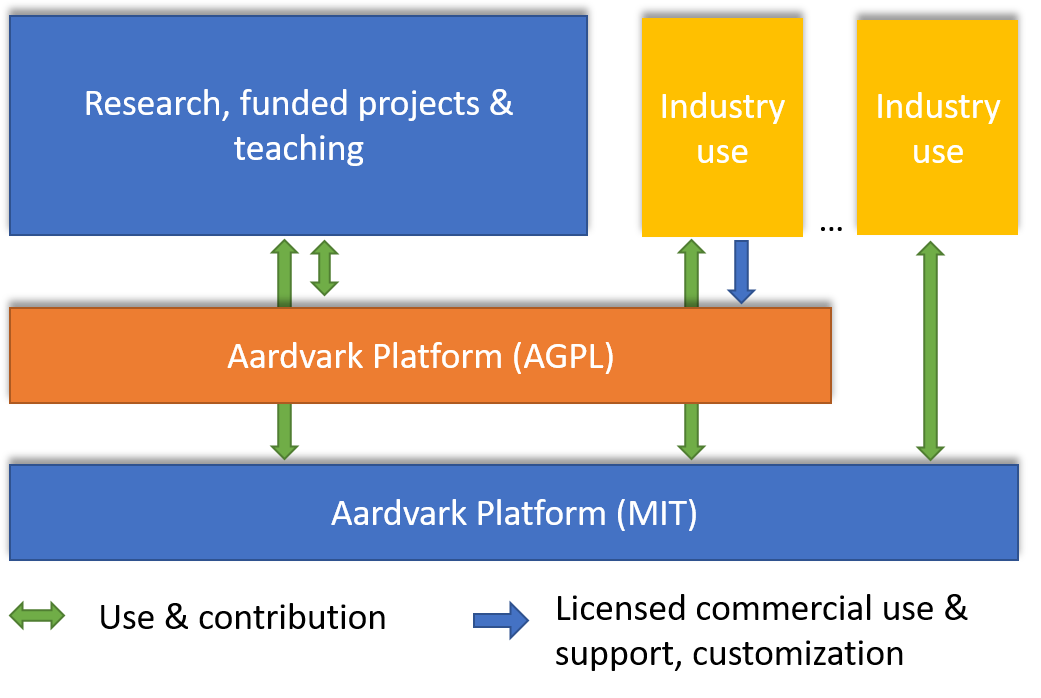 Research, funded projects &
teaching
Industry
use
...
Industry
use
Aardvark Platform (AGPL)
Aardvark Platform (MIT)
Use & contribution
Licensed commercial use &
support, customization